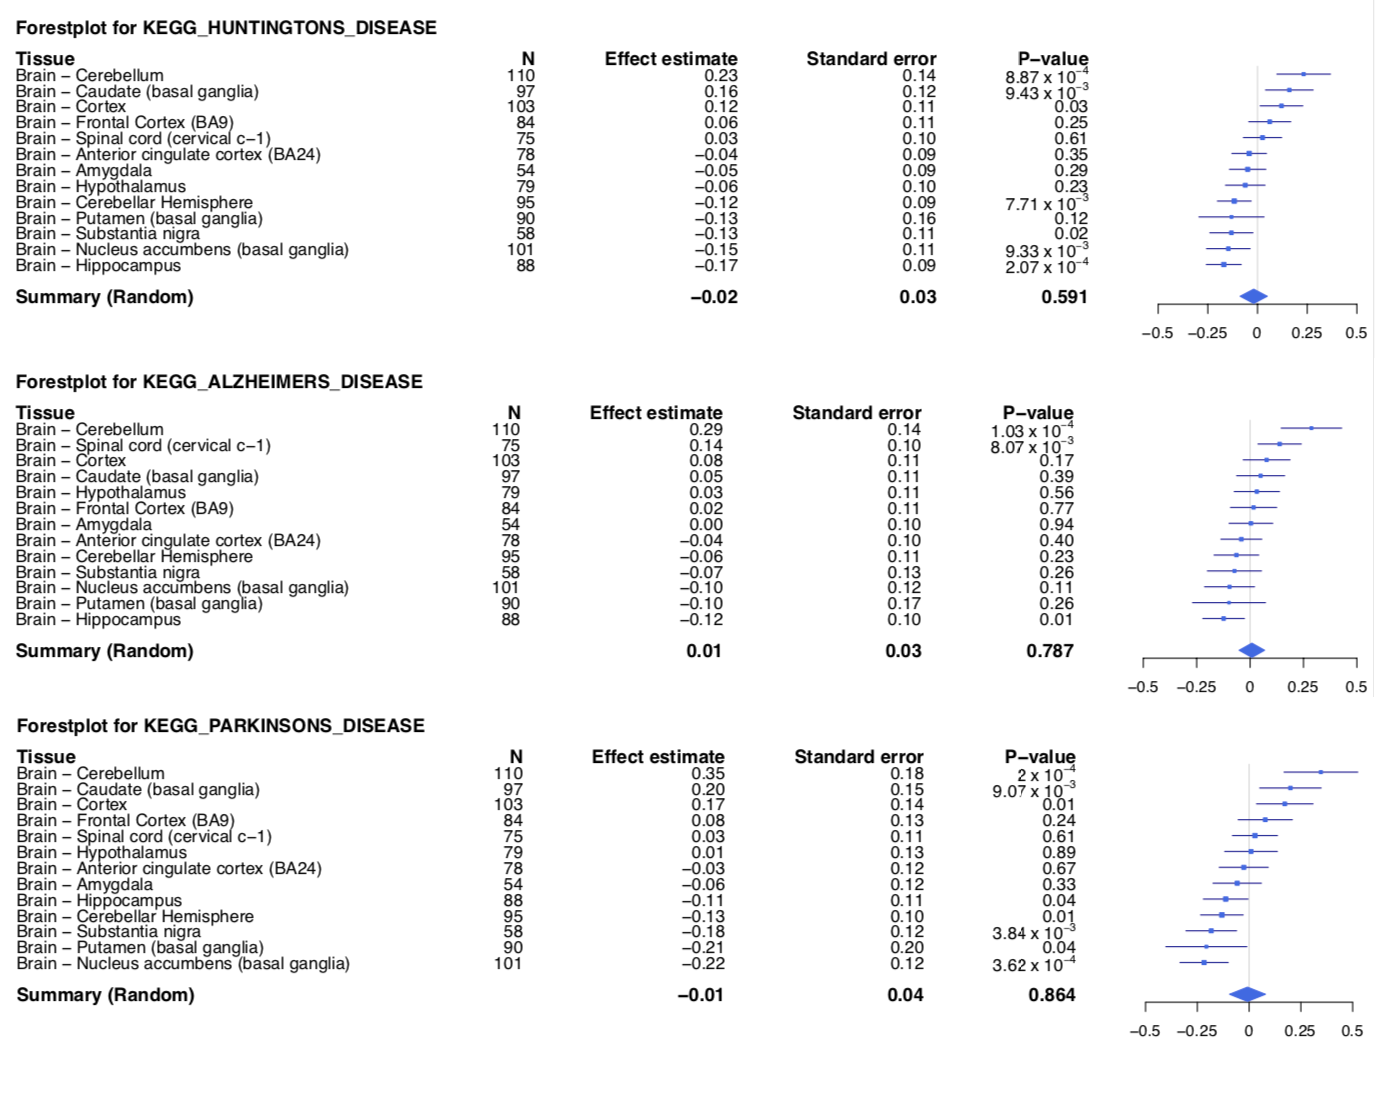 Forestplot for KEGG_HUNTINGTONS_DISEASE
Tissue N Effect estimate Standard error P−value
Brain − Cerebellum 110 0.23 0.14 8.87 x 10⁻⁴
Brain − Caudate (basal ganglia) 97 0.16 0.12 9.43 x 10⁻³
Brain − Cortex 103 0.12 0.11 0.03
Brain − Frontal Cortex (BA9) 84 0.06 0.11 0.25
Brain − Spinal cord (cervical c−1) 75 0.03 0.10 0.61
Brain − Anterior cingulate cortex (BA24) 78 −0.04 0.09 0.35
Brain − Amygdala 54 −0.05 0.09 0.29
Brain − Hypothalamus 79 −0.06 0.10 0.23
Brain − Cerebellar Hemisphere 95 −0.12 0.09 7.71 x 10⁻³
Brain − Putamen (basal ganglia) 90 −0.13 0.16 0.12
Brain − Substantia nigra 58 −0.13 0.11 0.02
Brain − Nucleus accumbens (basal ganglia) 101 −0.15 0.11 9.33 x 10⁻³
Brain − Hippocampus 88 −0.17 0.09 2.07 x 10⁻⁴
Summary (Random) −0.02 0.03 0.591
−0.5 −0.25 0 0.25 0.5
Forestplot for KEGG_ALZHEIMERS_DISEASE
Tissue N Effect estimate Standard error P−value
Brain − Cerebellum 110 0.29 0.14 1.03 x 10⁻⁴
Brain − Spinal cord (cervical c−1) 75 0.14 0.10 8.07 x 10⁻³
Brain − Cortex 103 0.08 0.11 0.17
Brain − Caudate (basal ganglia) 97 0.05 0.11 0.39
Brain − Hypothalamus 79 0.03 0.11 0.56
Brain − Frontal Cortex (BA9) 84 0.02 0.11 0.77
Brain − Amygdala 54 0.00 0.10 0.94
Brain − Anterior cingulate cortex (BA24) 78 −0.04 0.10 0.40
Brain − Cerebellar Hemisphere 95 −0.06 0.11 0.23
Brain − Substantia nigra 58 −0.07 0.13 0.26
Brain − Nucleus accumbens (basal ganglia) 101 −0.10 0.12 0.11
Brain − Putamen (basal ganglia) 90 −0.10 0.17 0.26
Brain − Hippocampus 88 −0.12 0.10 0.01
Summary (Random) 0.01 0.03 0.787
−0.5 −0.25 0 0.25 0.5
Forestplot for KEGG_PARKINSONS_DISEASE
Tissue N Effect estimate Standard error P−value
Brain − Cerebellum 110 0.35 0.18 2 x 10⁻⁴
Brain − Caudate (basal ganglia) 97 0.20 0.15 9.07 x 10⁻³
Brain − Cortex 103 0.17 0.14 0.01
Brain − Frontal Cortex (BA9) 84 0.08 0.13 0.24
Brain − Spinal cord (cervical c−1) 75 0.03 0.11 0.61
Brain − Hypothalamus 79 0.01 0.13 0.89
Brain − Anterior cingulate cortex (BA24) 78 −0.03 0.12 0.67
Brain − Amygdala 54 −0.06 0.12 0.33
Brain − Hippocampus 88 −0.11 0.11 0.04
Brain − Cerebellar Hemisphere 95 −0.13 0.10 0.01
Brain − Substantia nigra 58 −0.18 0.12 3.84 x 10⁻³
Brain − Putamen (basal ganglia) 90 −0.21 0.20 0.04
Brain − Nucleus accumbens (basal ganglia) 101 −0.22 0.12 3.62 x 10⁻⁴
Summary (Random) −0.01 0.04 0.864
−0.5 −0.25 0 0.25 0.5